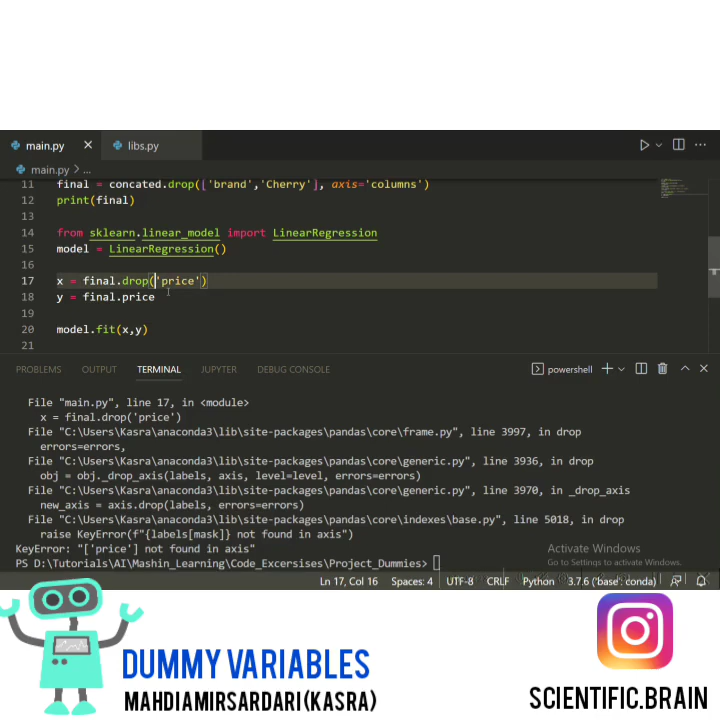 main.py
libs.py
main.py > ...
11 final = concated.drop(['brand','Cherry'], axis='columns')
12 print(final)
13
14 from sklearn.linear_model import LinearRegression
15 model = LinearRegression()
16
17 x = final.drop('price')
18 y = final.price
19
20 model.fit(x,y)
21
PROBLEMS OUTPUT TERMINAL JUPYTER DEBUG CONSOLE powershell
File "main.py", line 17, in <module>
x = final.drop('price')
File "C:\Users\Kasra\anaconda3\lib\site-packages\pandas\core\frame.py", line 3997, in drop
errors=errors,
File "C:\Users\Kasra\anaconda3\lib\site-packages\pandas\core\generic.py", line 3936, in drop
obj = obj._drop_axis(labels, axis, level=level, errors=errors)
File "C:\Users\Kasra\anaconda3\lib\site-packages\pandas\core\generic.py", line 3970, in _drop_axis
new_axis = axis.drop(labels, errors=errors)
File "C:\Users\Kasra\anaconda3\lib\site-packages\pandas\core\indexes\base.py", line 5018, in drop
raise KeyError(f"{labels[mask]} not found in axis")
KeyError: "['price'] not found in axis"
Activate Windows
Go to Settings to activate Windows.
PS D:\Tutorials\AI\Mashin_Learning\Code_Excersises\Project_Dummies>
Ln 17, Col 16 Spaces: 4 UTF-8 CRLF Python 3.7.6 ('base': conda)
DUMMY VARIABLES
MAHDIAMIRSARDARI(KASRA)
SCIENTIFIC.BRAIN